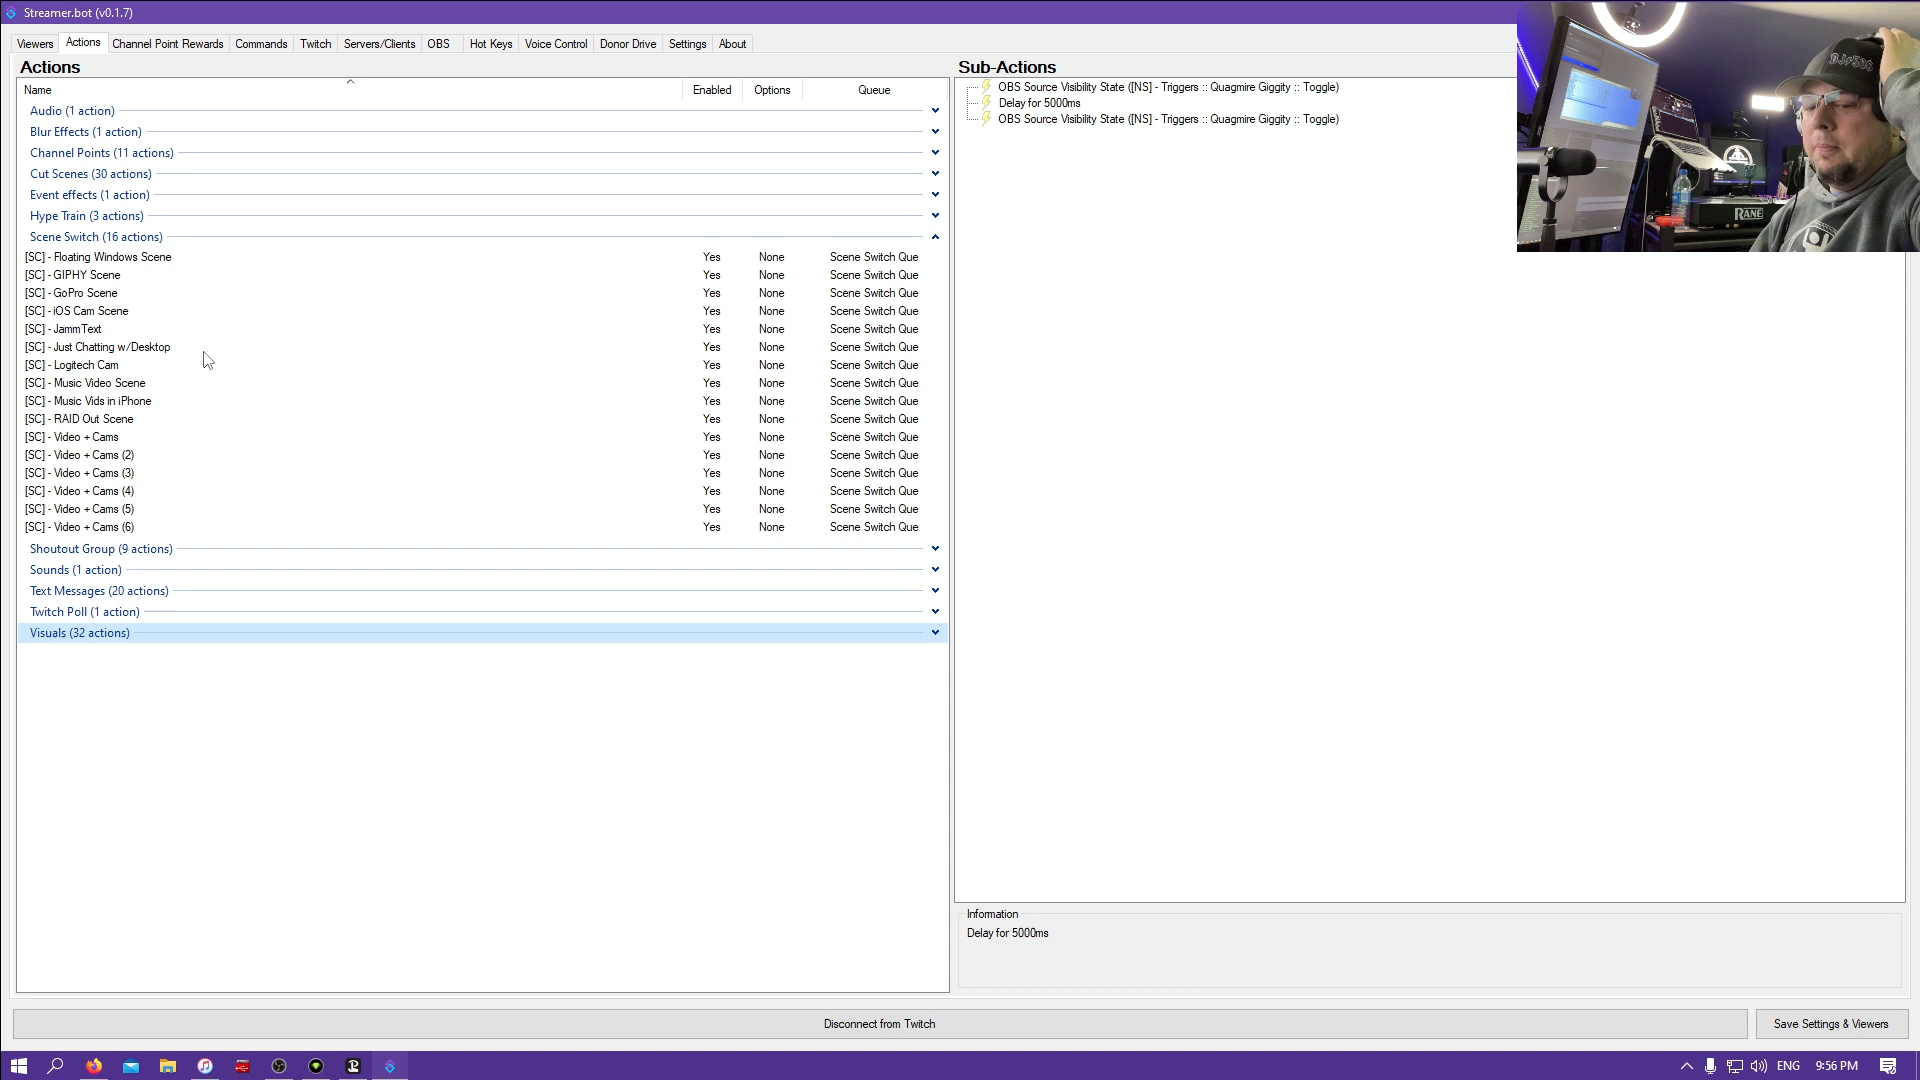 Streamer.bot (v0.1.7)
Viewers Actions Channel Point Rewards Commands Twitch Servers/Clients OBS Hot Keys Voice Control Donor Drive Settings About
Actions
Name Enabled Options Queue
Audio (1 action)
Blur Effects (1 action)
Channel Points (11 actions)
Cut Scenes (30 actions)
Event effects (1 action)
Hype Train (3 actions)
Scene Switch (16 actions)
[SC] - Floating Windows Scene Yes None Scene Switch Que
[SC] - GIPHY Scene Yes None Scene Switch Que
[SC] - GoPro Scene Yes None Scene Switch Que
[SC] - iOS Cam Scene Yes None Scene Switch Que
[SC] - JammText Yes None Scene Switch Que
[SC] - Just Chatting w/Desktop Yes None Scene Switch Que
[SC] - Logitech Cam Yes None Scene Switch Que
[SC] - Music Video Scene Yes None Scene Switch Que
[SC] - Music Vids in iPhone Yes None Scene Switch Que
[SC] - RAID Out Scene Yes None Scene Switch Que
[SC] - Video + Cams Yes None Scene Switch Que
[SC] - Video + Cams (2) Yes None Scene Switch Que
[SC] - Video + Cams (3) Yes None Scene Switch Que
[SC] - Video + Cams (4) Yes None Scene Switch Que
[SC] - Video + Cams (5) Yes None Scene Switch Que
[SC] - Video + Cams (6) Yes None Scene Switch Que
Shoutout Group (9 actions)
Sounds (1 action)
Text Messages (20 actions)
Twitch Poll (1 action)
Visuals (32 actions)
Sub-Actions
OBS Source Visibility State ([NS] - Triggers :: Quagmire Giggity :: Toggle)
Delay for 5000ms
OBS Source Visibility State ([NS] - Triggers :: Quagmire Giggity :: Toggle)
RANE
Information
Delay for 5000ms
Disconnect from Twitch
Save Settings & Viewers
ENG
9:56 PM